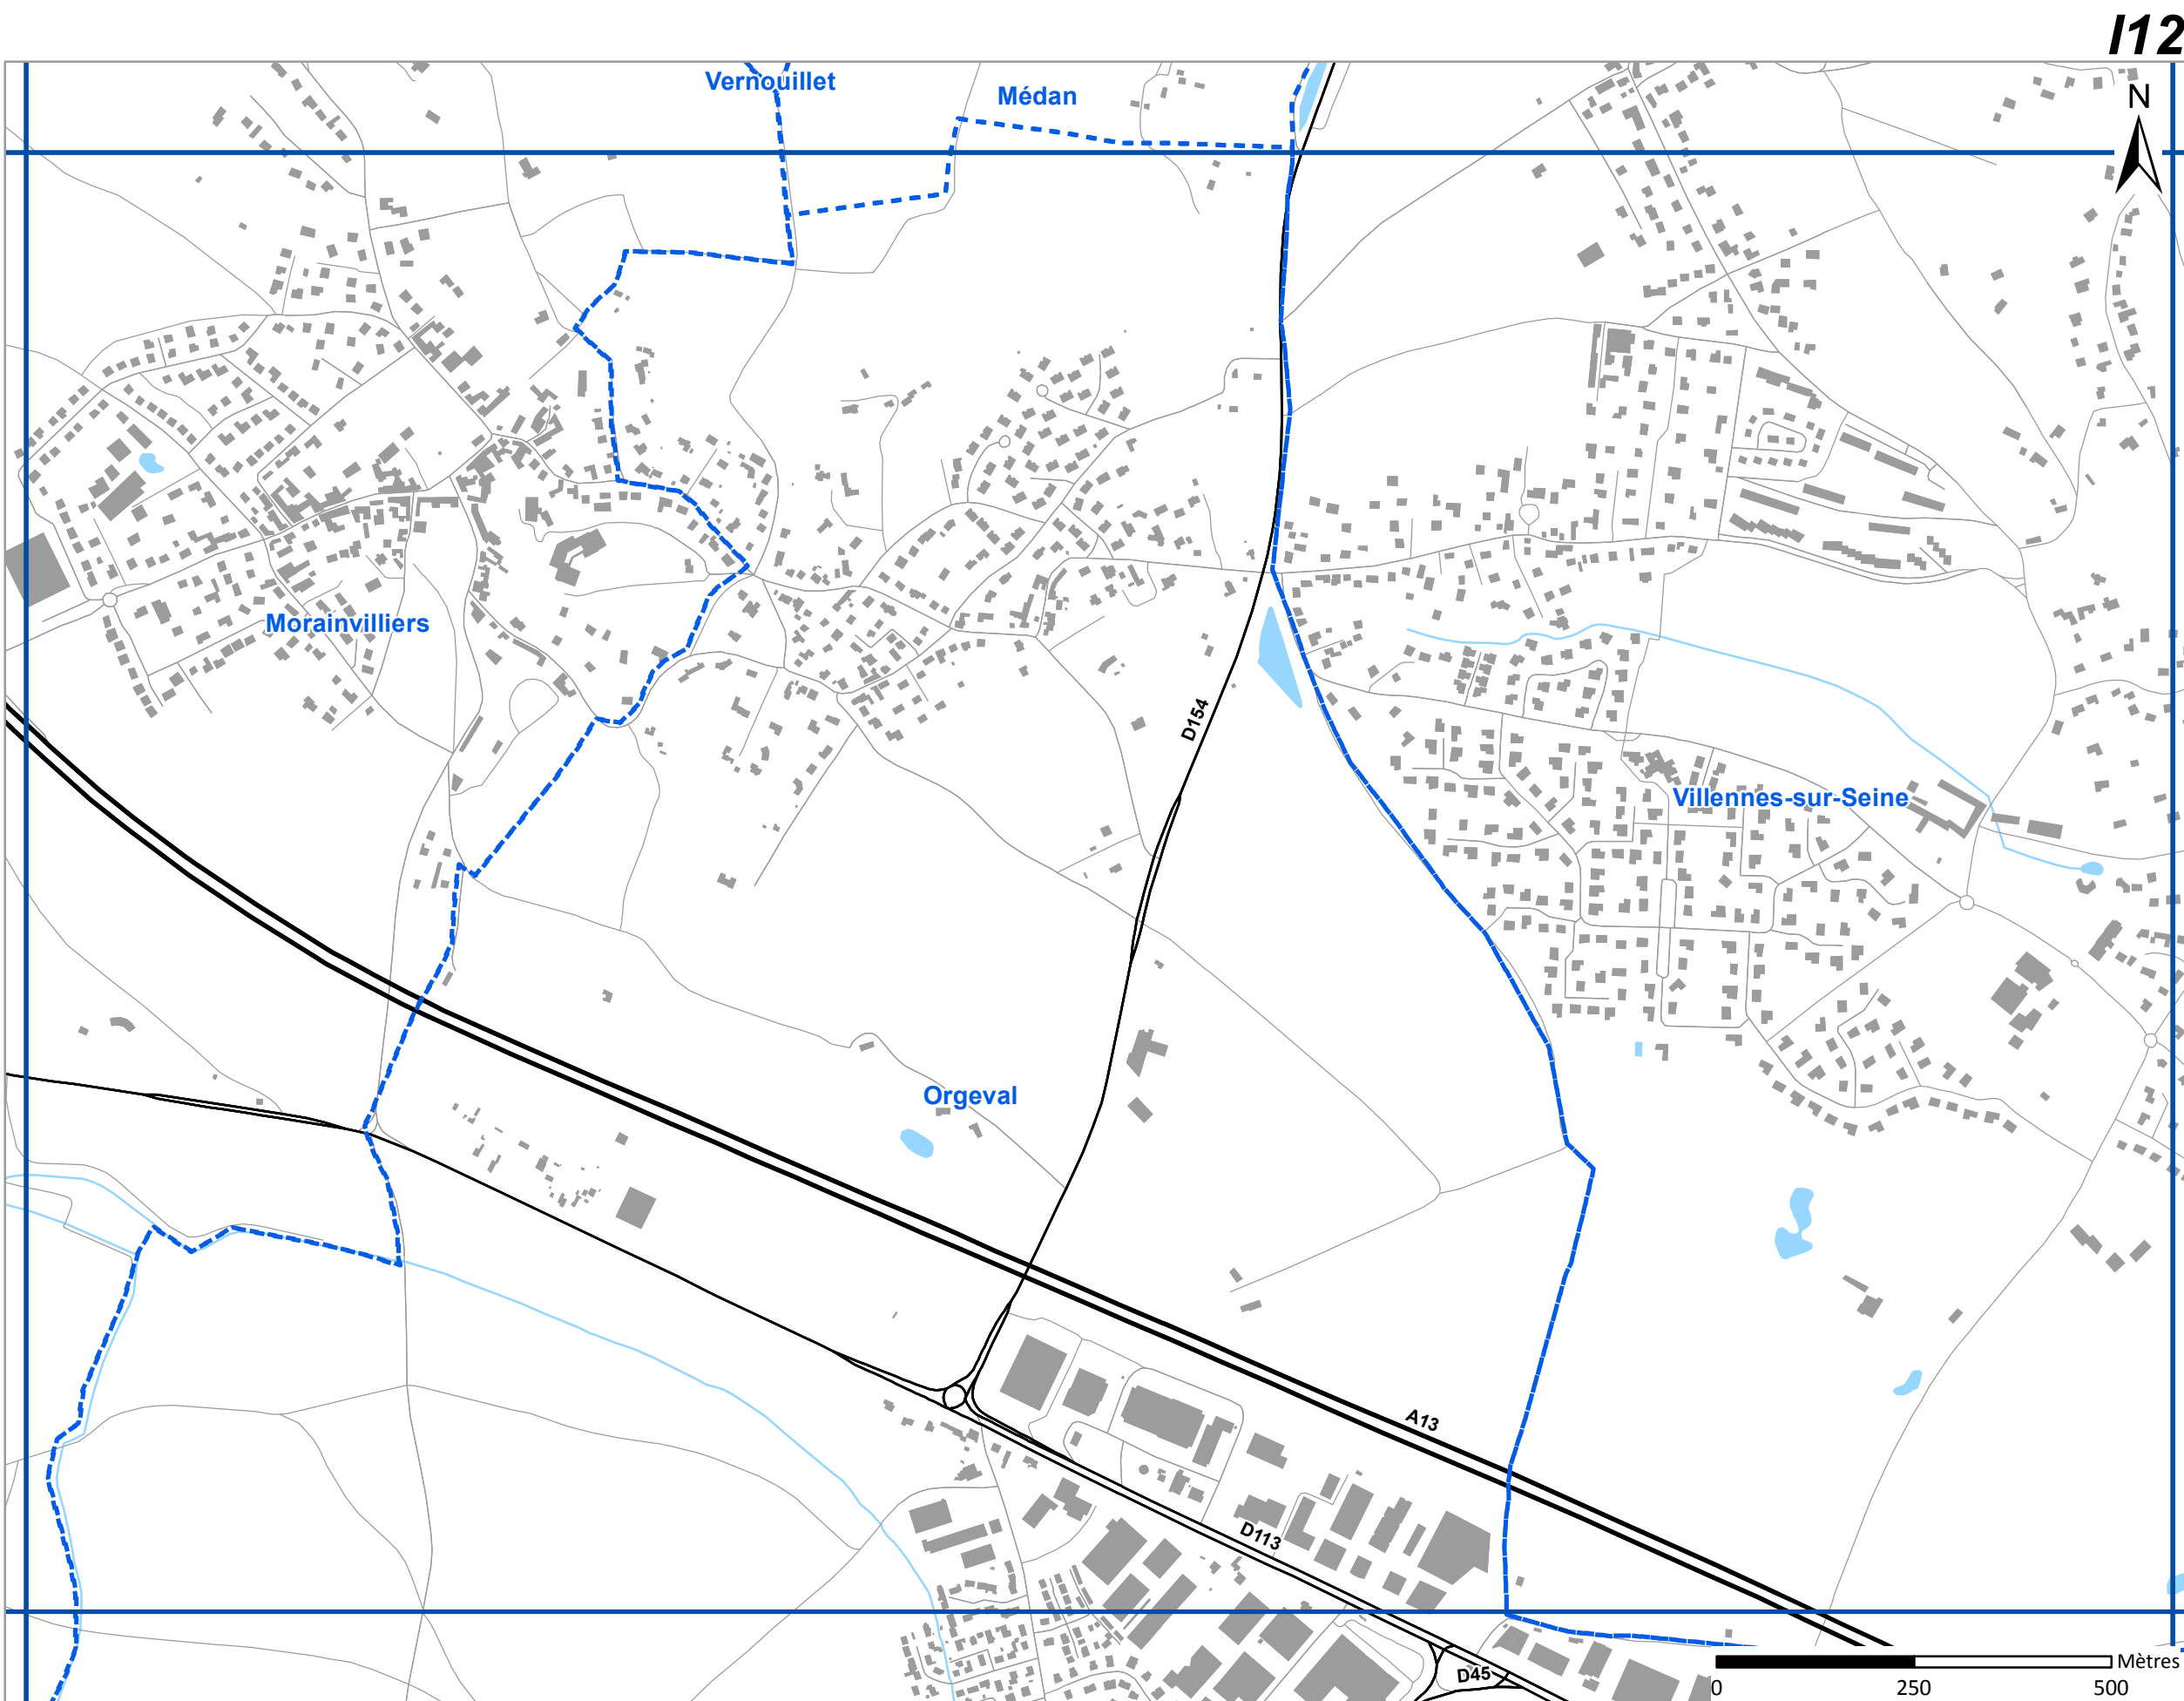 I12
Vernouillet
Médan
N
Morainvilliers
D154
Villennes-sur-Seine
Orgeval
A13
D113
D45
Mètres
0 250 500